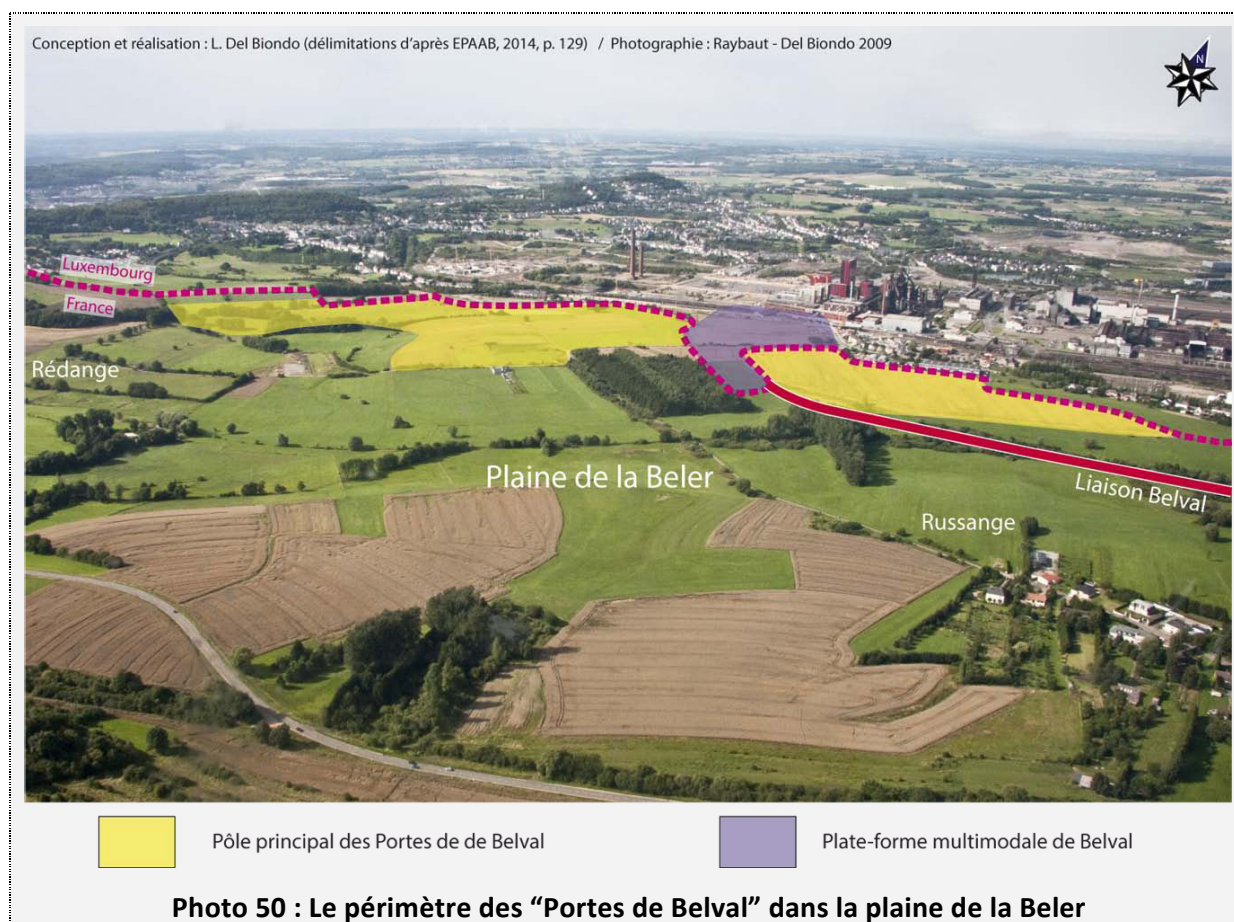 Conception et réalisation : L. Del Biondo (délimitations d'après EPAAB, 2014, p. 129) / Photographie : Raybaut - Del Biondo 2009
N
Luxembourg
France
Rédange
Plaine de la Beler
Liaison Belval
Russange
Pôle principal des Portes de de Belval
Plate-forme multimodale de Belval
Photo 50 : Le périmètre des “Portes de Belval” dans la plaine de la Beler